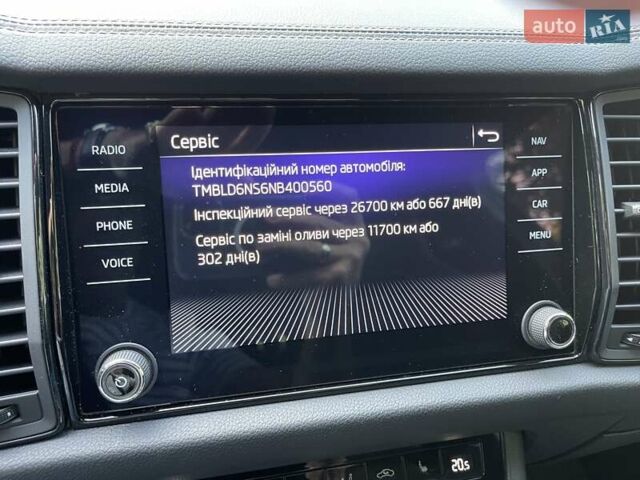 auto RIA
Сервіс
Ідентифікаційний номер автомобіля:
TMBLD6NS6NB400560
Інспекційний сервіс через 26700 км або 667 дні(в)
Сервіс по заміні оливи через 11700 км або
302 дні(в)
RADIO
MEDIA
PHONE
VOICE
NAV
APP
CAR
MENU
20.5